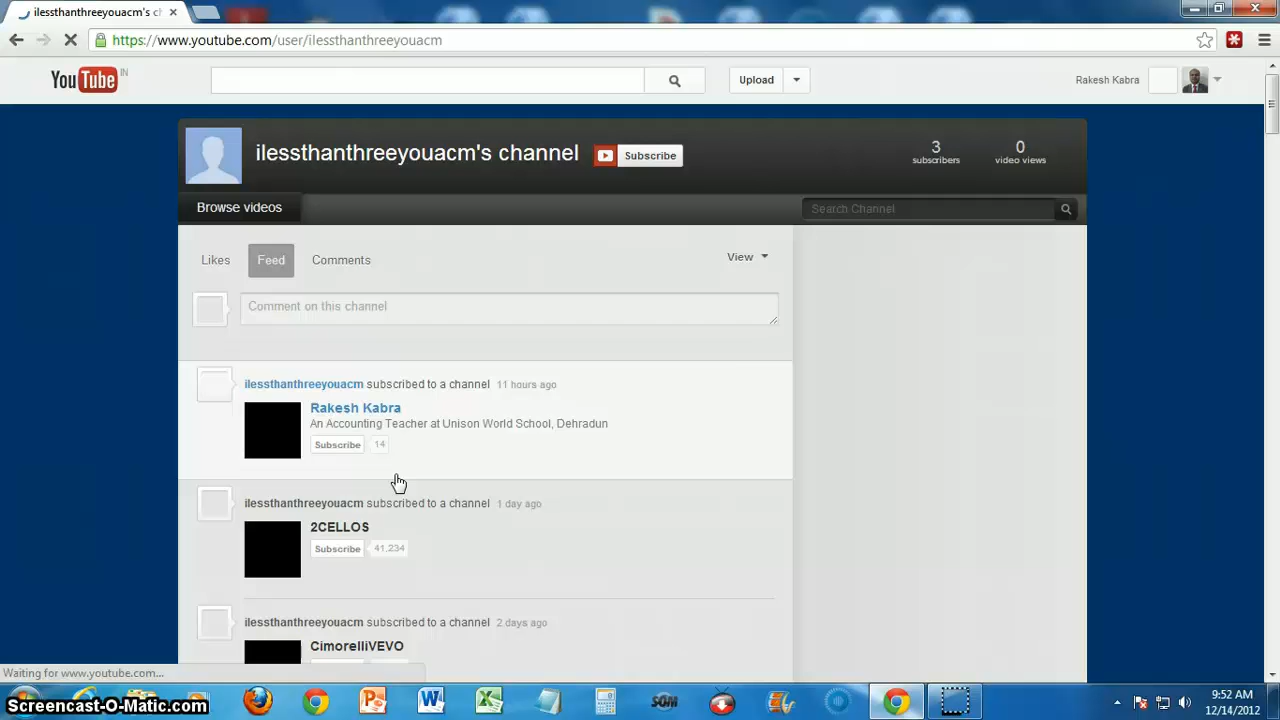 ilessthanthreeyouacm's ch
https://www.youtube.com/user/ilessthanthreeyouacm
YouTube IN
Upload
Rakesh Kabra
ilessthanthreeyouacm's channel
Subscribe
3
subscribers
0
video views
Browse videos
Search Channel
Likes
Feed
Comments
View
Comment on this channel
ilessthanthreeyouacm subscribed to a channel 11 hours ago
Rakesh Kabra
An Accounting Teacher at Unison World School, Dehradun
Subscribe 14
ilessthanthreeyouacm subscribed to a channel 1 day ago
2CELLOS
Subscribe 41,234
ilessthanthreeyouacm subscribed to a channel 2 days ago
CimorelliVEVO
Waiting for www.youtube.com...
Screencast-O-Matic.com
SOM
9:52 AM
12/14/2012